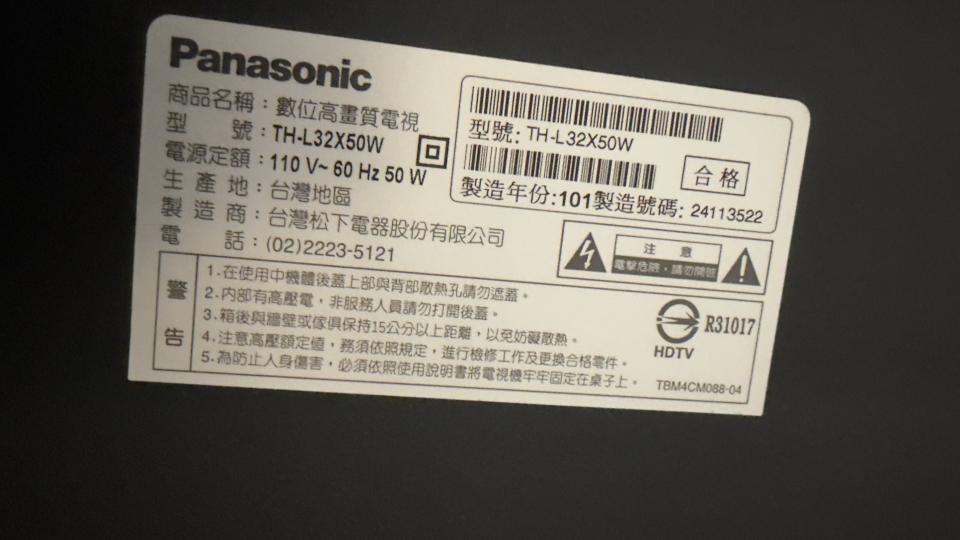 Panasonic
商品名稱：數位高畫質電視
型 號：TH-L32X50W
電源定額：110 V~ 60 Hz 50 W
生 產 地：台灣地區
製 造 商：台灣松下電器股份有限公司
電 話：(02)2223-5121
型號: TH-L32X50W
合格
製造年份:101製造號碼: 24113522
注 意
電擊危險，請勿開啓
警告
1.在使用中機體後蓋上部與背部散熱孔請勿遮蓋。
2.內部有高壓電，非服務人員請勿打開後蓋。
3.箱後與牆壁或傢俱保持15公分以上距離，以免妨礙散熱。
4.注意高壓額定值，務須依照規定，進行檢修工作及更換合格零件。
5.為防止人身傷害，必須依照使用說明書將電視機牢牢固定在桌子上。
R31017
HDTV
TBM4CM088-04